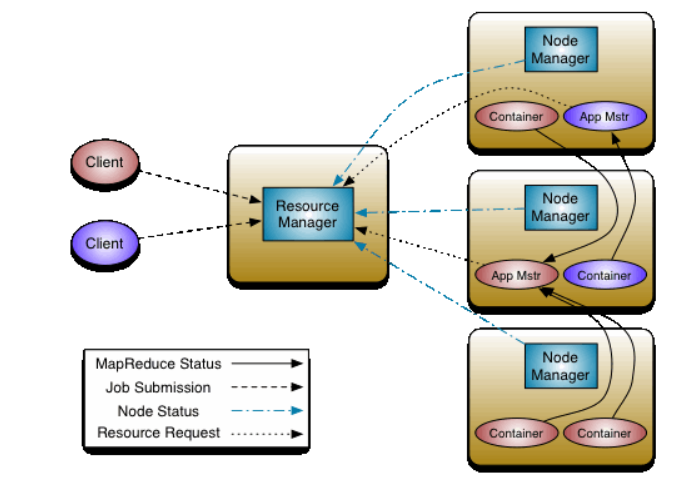 Node
Manager
Container
App Mstr
Client
Resource
Manager
Client
Node
Manager
App Mstr
Container
Node
Manager
Container
Container
MapReduce Status
Job Submission
Node Status
Resource Request